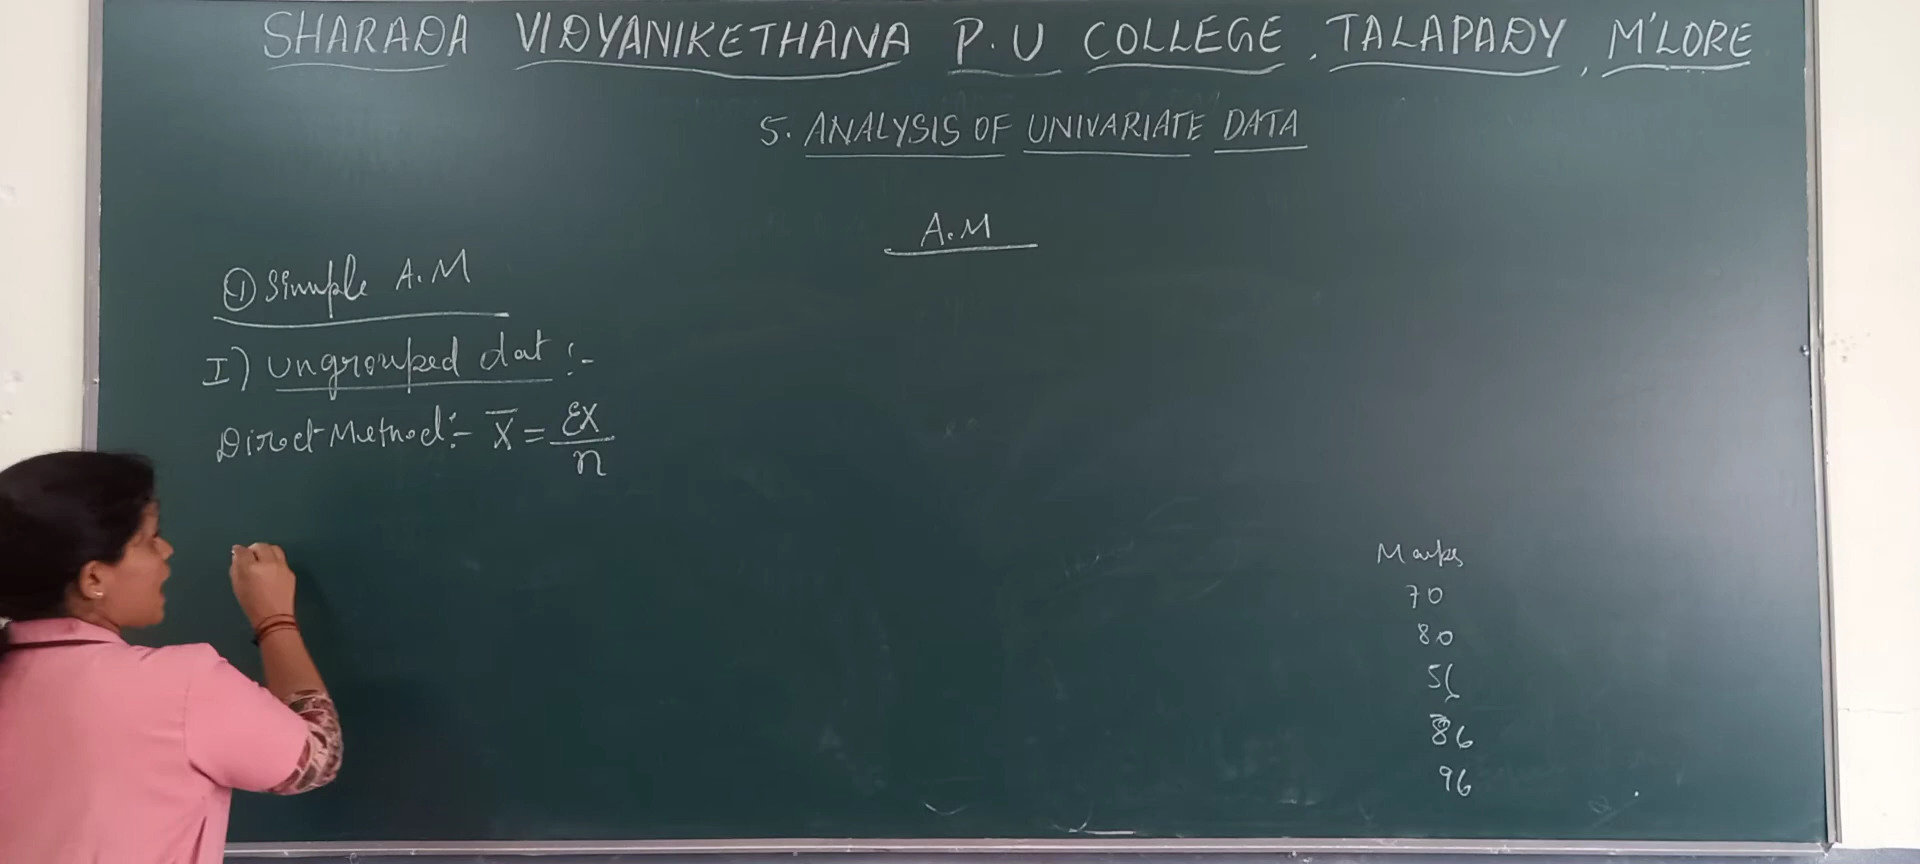 SHARADA VIDYANIKETHANA P.U COLLEGE, TALAPADY, M'LORE
5. ANALYSIS OF UNIVARIATE DATA
A.M
① Simple A.M
I) ungrouped dat :-
Direct Method:- X̄ = ΣX / n
Marks
70
80
56
86
96